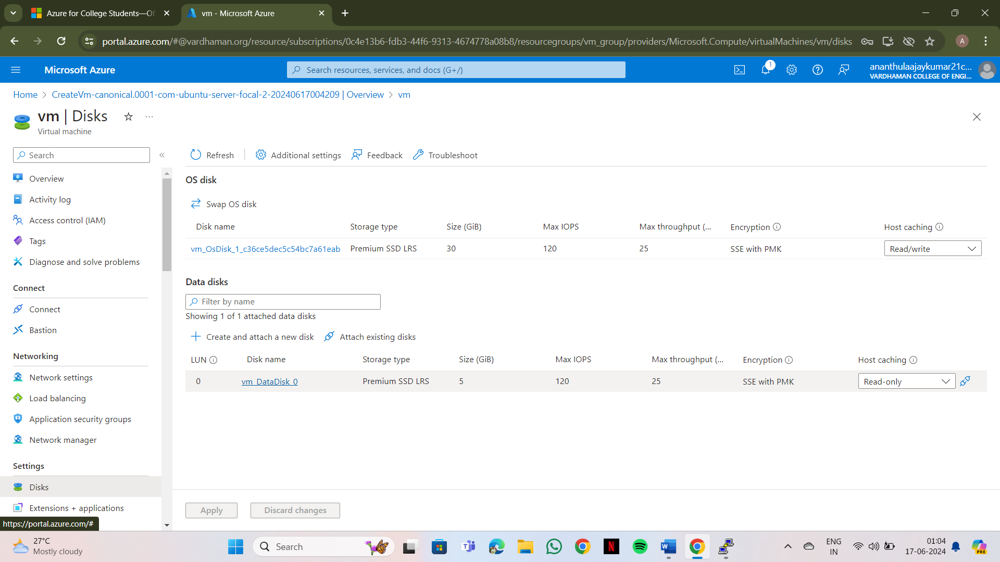 Azure for College Students—Of
vm - Microsoft Azure
portal.azure.com/#@vardhaman.org/resource/subscriptions/0c4e13b6-fdb3-44f6-9313-4674778a08b8/resourcegroups/vm_group/providers/Microsoft.Compute/virtualMachines/vm/disks
A
Microsoft Azure
Search resources, services, and docs (G+/)
1
ananthulaajaykumar21c...
VARDHAMAN COLLEGE OF ENGI...
Home > CreateVm-canonical.0001-com-ubuntu-server-focal-2-20240617004209 | Overview > vm
vm | Disks
Virtual machine
Search
Overview
Activity log
Access control (IAM)
Tags
Diagnose and solve problems
Connect
Connect
Bastion
Networking
Network settings
Load balancing
Application security groups
Network manager
Settings
Disks
Extensions + applications
https://portal.azure.com/#
Refresh Additional settings Feedback Troubleshoot
OS disk
Swap OS disk
Disk name Storage type Size (GiB) Max IOPS Max throughput (... Encryption Host caching
vm_OsDisk_1_c36ce5dec5c54bc7a61eab Premium SSD LRS 30 120 25 SSE with PMK Read/write
Data disks
Filter by name
Showing 1 of 1 attached data disks
Create and attach a new disk Attach existing disks
LUN Disk name Storage type Size (GiB) Max IOPS Max throughput (... Encryption Host caching
0 vm_DataDisk_0 Premium SSD LRS 5 120 25 SSE with PMK Read-only
Apply Discard changes
27°C
Mostly cloudy
Search
ENG
IN
01:04
17-06-2024
PRE